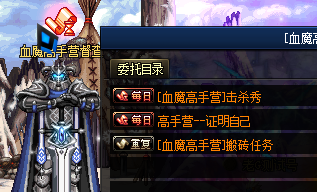 [血魔
血魔高手营督查
委托目录
每日 [血魔高手营]击杀秀
每日 高手营--证明自己
重复 [血魔高手营]搬砖任务